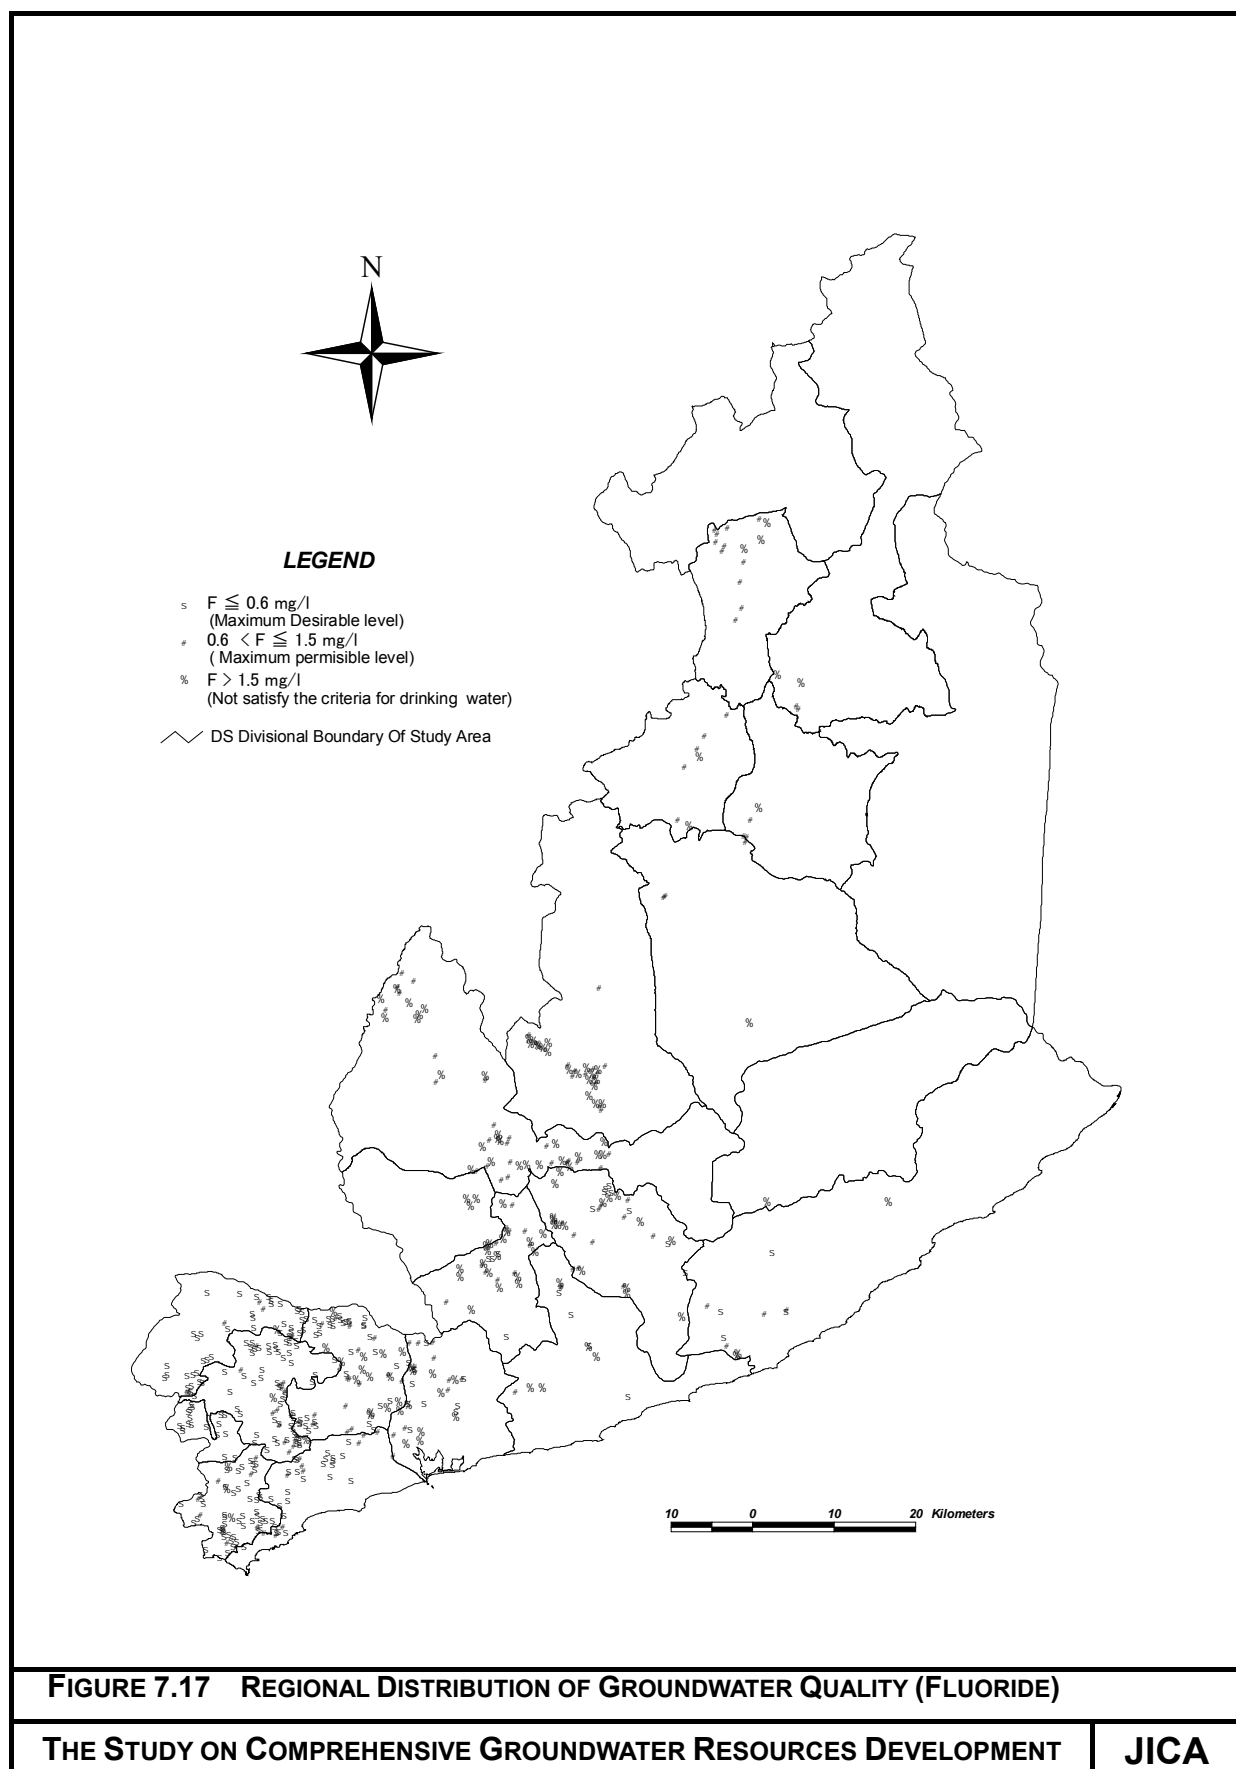 N
LEGEND
s F ≦ 0.6 mg/l
(Maximum Desirable level)
# 0.6 < F ≦ 1.5 mg/l
( Maximum permisible level)
% F > 1.5 mg/l
(Not satisfy the criteria for drinking water)
DS Divisional Boundary Of Study Area
10 0 10 20 Kilometers
FIGURE 7.17 REGIONAL DISTRIBUTION OF GROUNDWATER QUALITY (FLUORIDE)
THE STUDY ON COMPREHENSIVE GROUNDWATER RESOURCES DEVELOPMENT
JICA